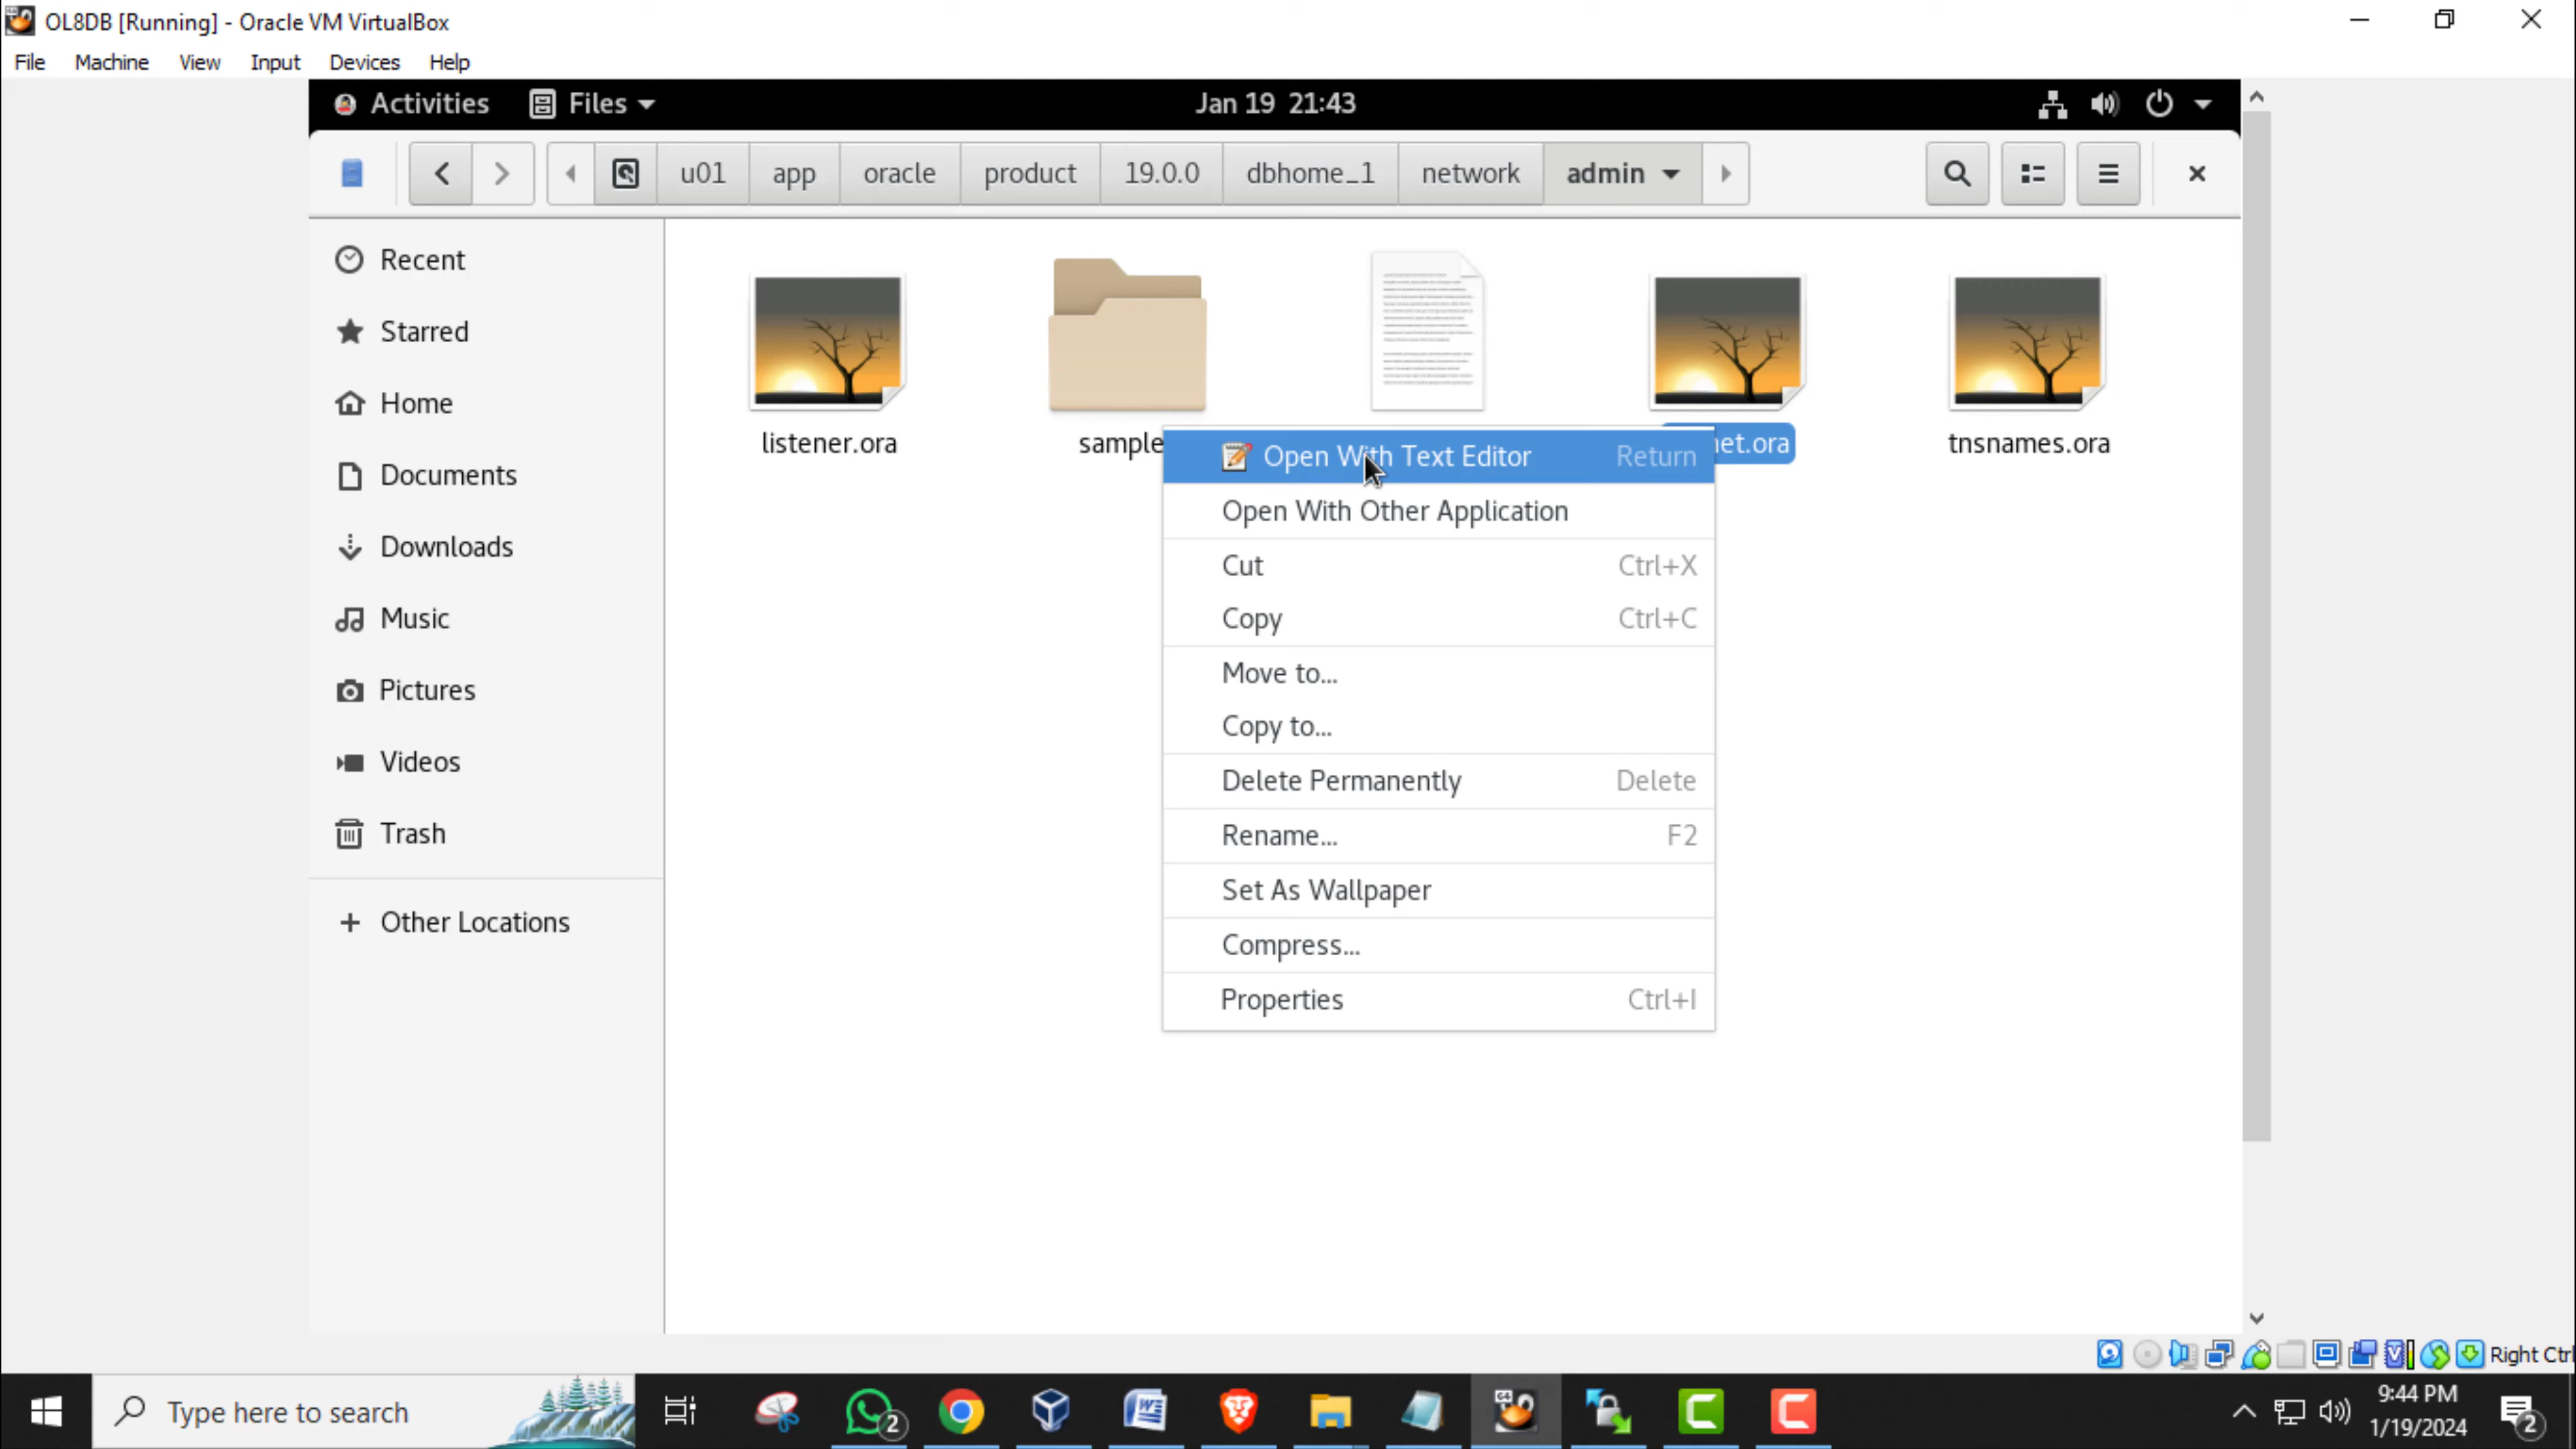 OL8DB [Running] - Oracle VM VirtualBox
File Machine View Input Devices Help
Activities Files Jan 19 21:43
u01 app oracle product 19.0.0 dbhome_1 network admin
Recent
Starred
Home
Documents
Downloads
Music
Pictures
Videos
Trash
Other Locations
listener.ora sample net.ora tnsnames.ora
Open With Text Editor Return
Open With Other Application
Cut Ctrl+X
Copy Ctrl+C
Move to...
Copy to...
Delete Permanently Delete
Rename... F2
Set As Wallpaper
Compress...
Properties Ctrl+I
Right Ctrl
Type here to search
2
64
9:44 PM
1/19/2024
2